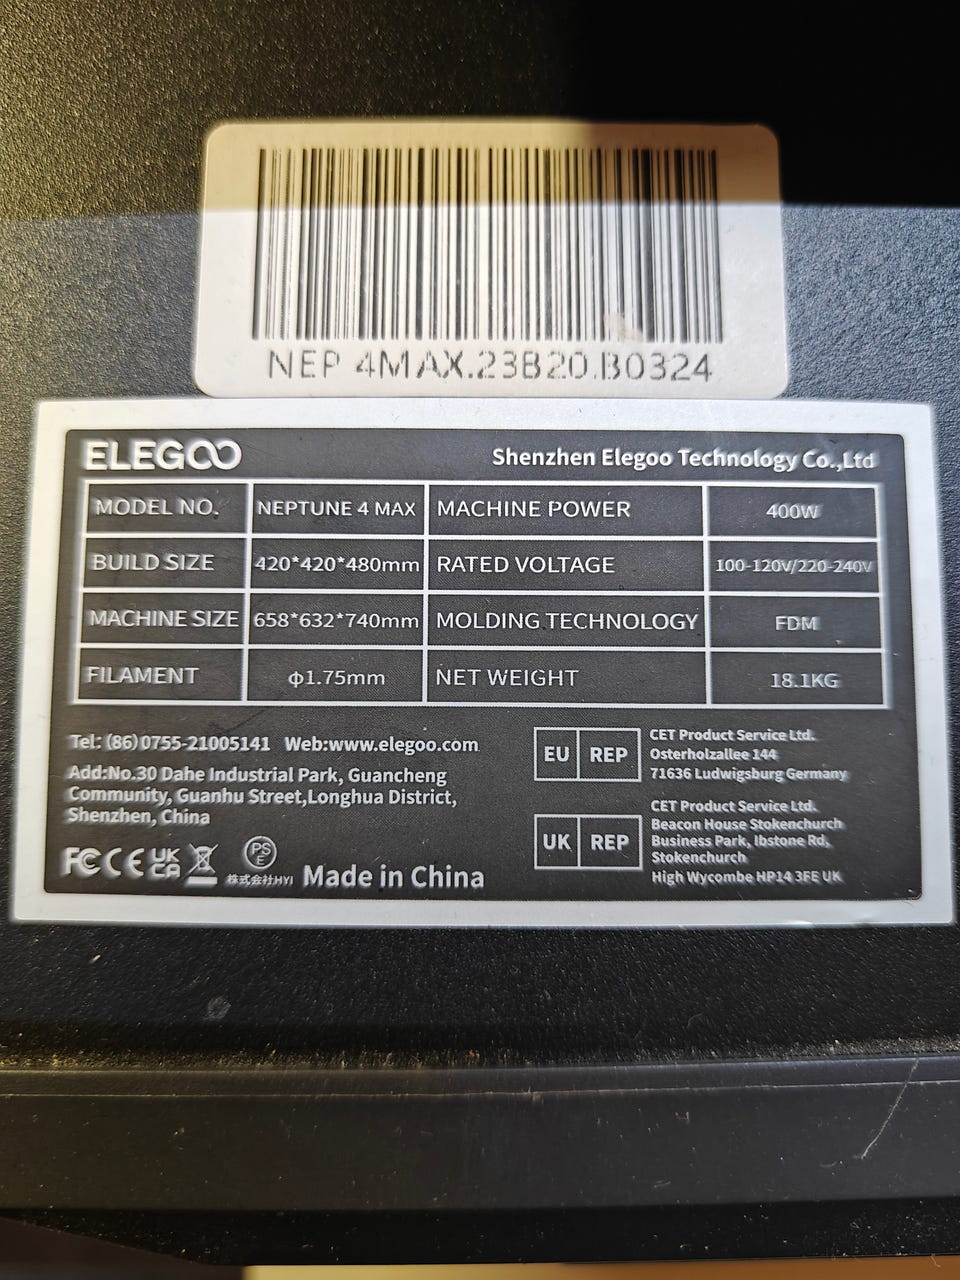 NEP 4MAX.23B20.B0324
ELEGOO
Shenzhen Elegoo Technology Co.,Ltd
MODEL NO. NEPTUNE 4 MAX MACHINE POWER 400W
BUILD SIZE 420*420*480mm RATED VOLTAGE 100-120V/220-240V
MACHINE SIZE 658*632*740mm MOLDING TECHNOLOGY FDM
FILAMENT φ1.75mm NET WEIGHT 18.1KG
Tel: (86)0755-21005141 Web:www.elegoo.com
Add:No.30 Dahe Industrial Park, Guancheng
Community, Guanhu Street,Longhua District,
Shenzhen, China
FC CE UK
CA
PS
E
株式会社HYI
Made in China
EU REP
CET Product Service Ltd.
Osterholzallee 144
71636 Ludwigsburg Germany
UK REP
CET Product Service Ltd.
Beacon House Stokenchurch
Business Park, Ibstone Rd,
Stokenchurch
High Wycombe HP14 3FE UK